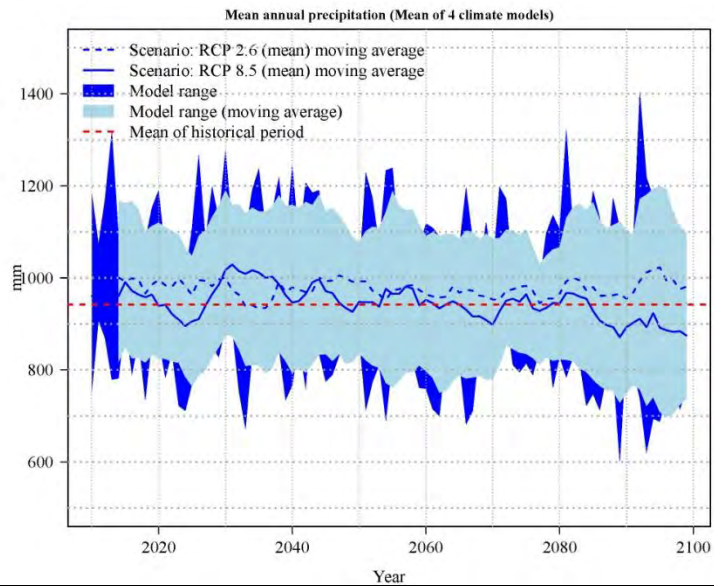 Mean annual precipitation (Mean of 4 climate models)
Scenario: RCP 2.6 (mean) moving average
Scenario: RCP 8.5 (mean) moving average
Model range
Model range (moving average)
Mean of historical period
1400
1200
1000
800
600
mm
2020 2040 2060 2080 2100
Year